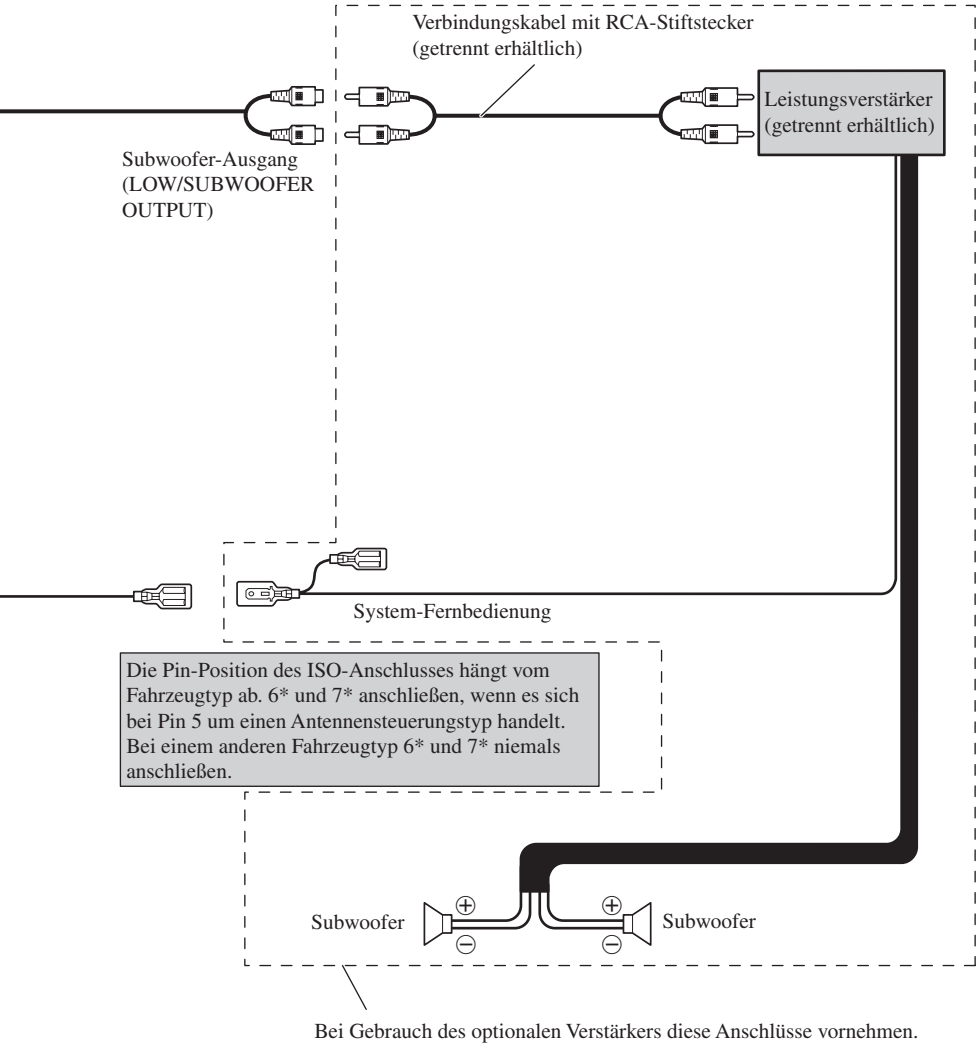 Verbindungskabel mit RCA-Stiftstecker
(getrennt erhältlich)
Leistungsverstärker
(getrennt erhältlich)
Subwoofer-Ausgang
(LOW/SUBWOOFER
OUTPUT)
System-Fernbedienung
Die Pin-Position des ISO-Anschlusses hängt vom
Fahrzeugtyp ab. 6* und 7* anschließen, wenn es sich
bei Pin 5 um einen Antennensteuerungstyp handelt.
Bei einem anderen Fahrzeugtyp 6* und 7* niemals
anschließen.
Subwoofer
+
+
Subwoofer
−
−
Bei Gebrauch des optionalen Verstärkers diese Anschlüsse vornehmen.